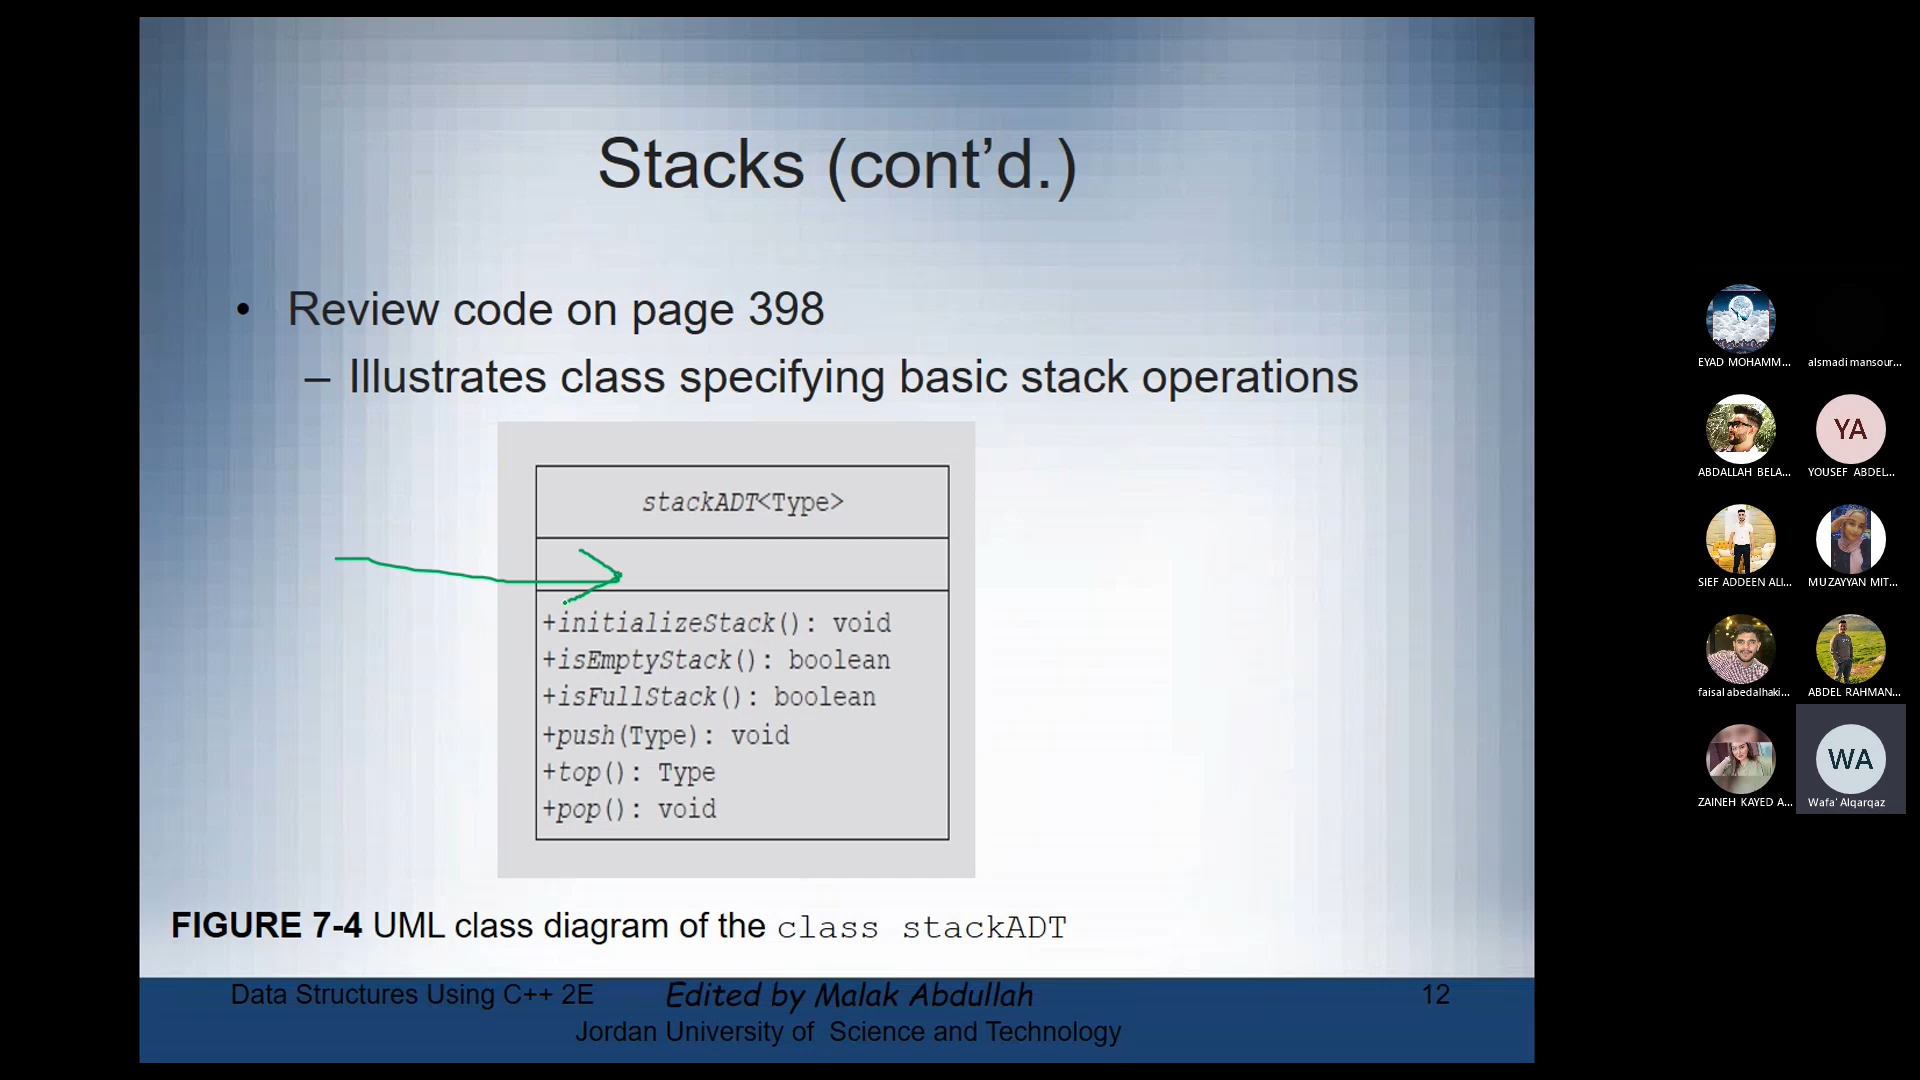 Stacks (cont’d.)
• Review code on page 398
– Illustrates class specifying basic stack operations
stackADT<Type>
+initializeStack(): void
+isEmptyStack(): boolean
+isFullStack(): boolean
+push(Type): void
+top(): Type
+pop(): void
FIGURE 7-4 UML class diagram of the class stackADT
Data Structures Using C++ 2E
Edited by Malak Abdullah
12
Jordan University of Science and Technology
EYAD MOHAMM...
alsmadi mansour...
ABDALLAH BELA...
YA
YOUSEF ABDEL...
SIEF ADDEEN ALI...
MUZAYYAN MIT...
faisal abedalhaki...
ABDEL RAHMAN...
ZAINEH KAYED A...
WA
Wafa' Alqarqaz